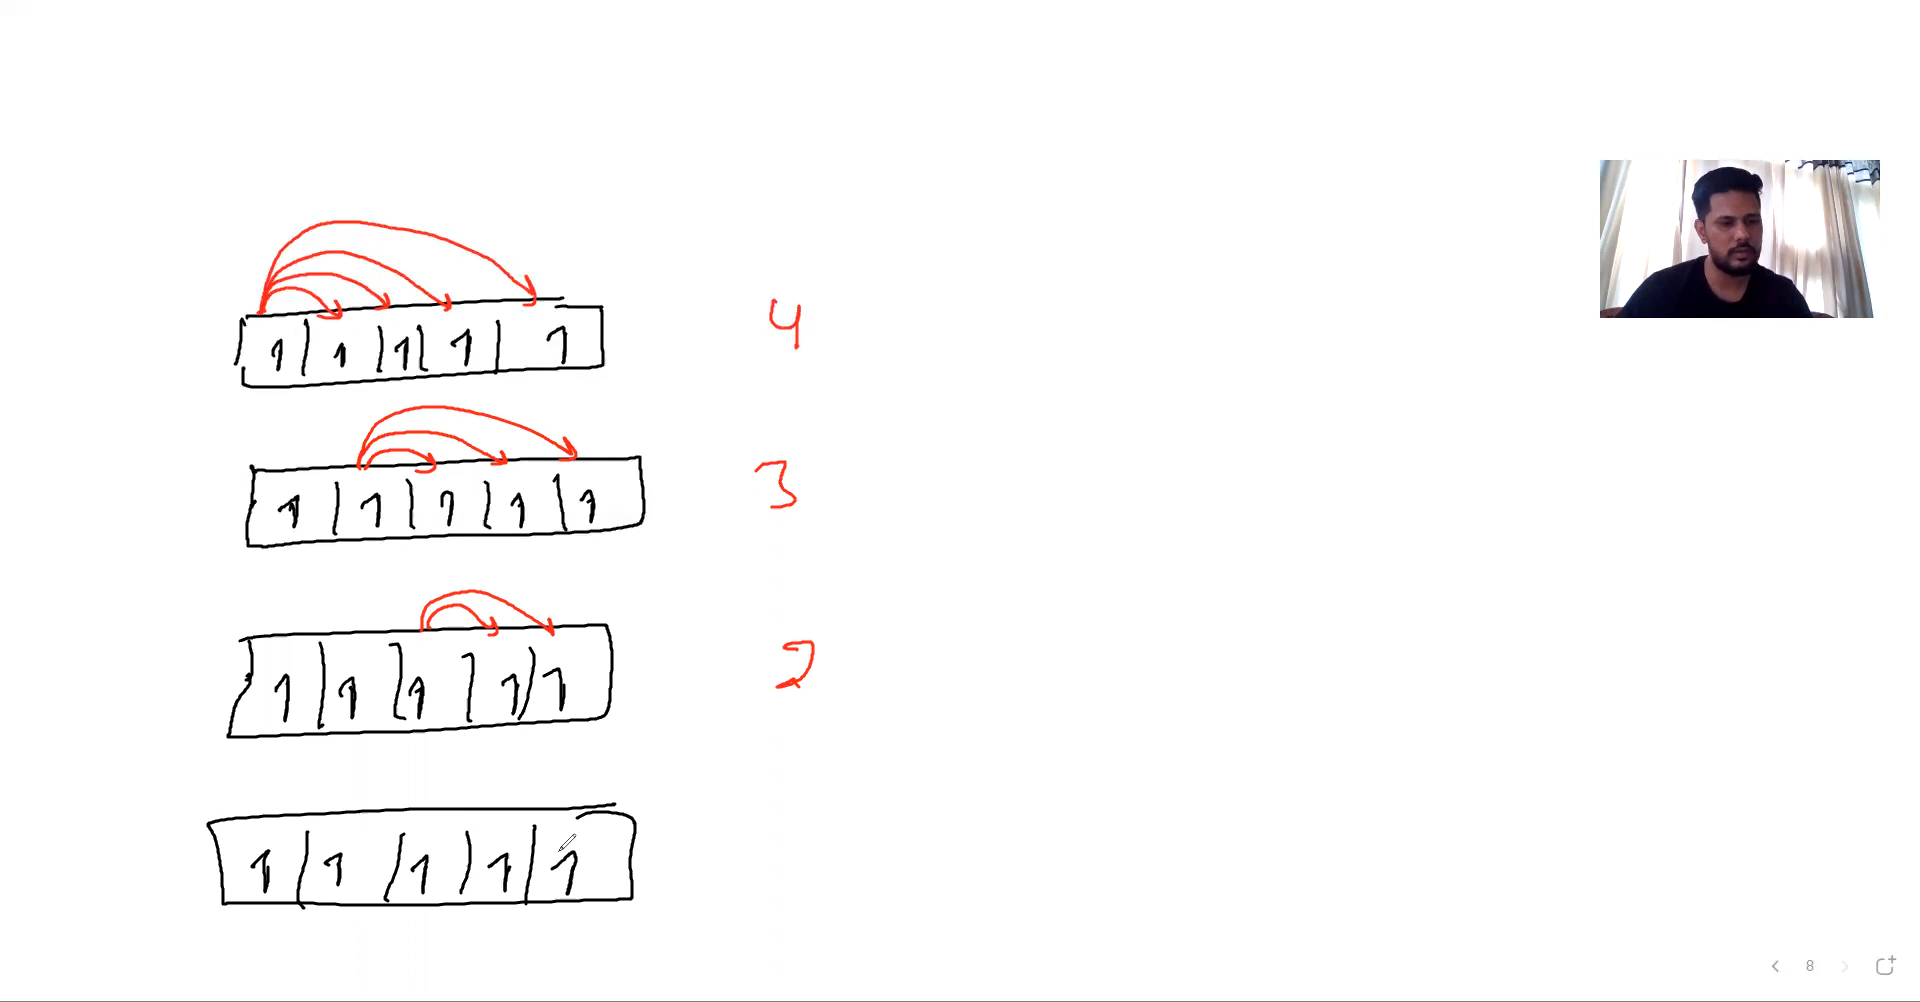 1 1 1 1 1 4
1 1 1 1 1 3
1 1 1 1 1 2
1 1 1 1 1
8